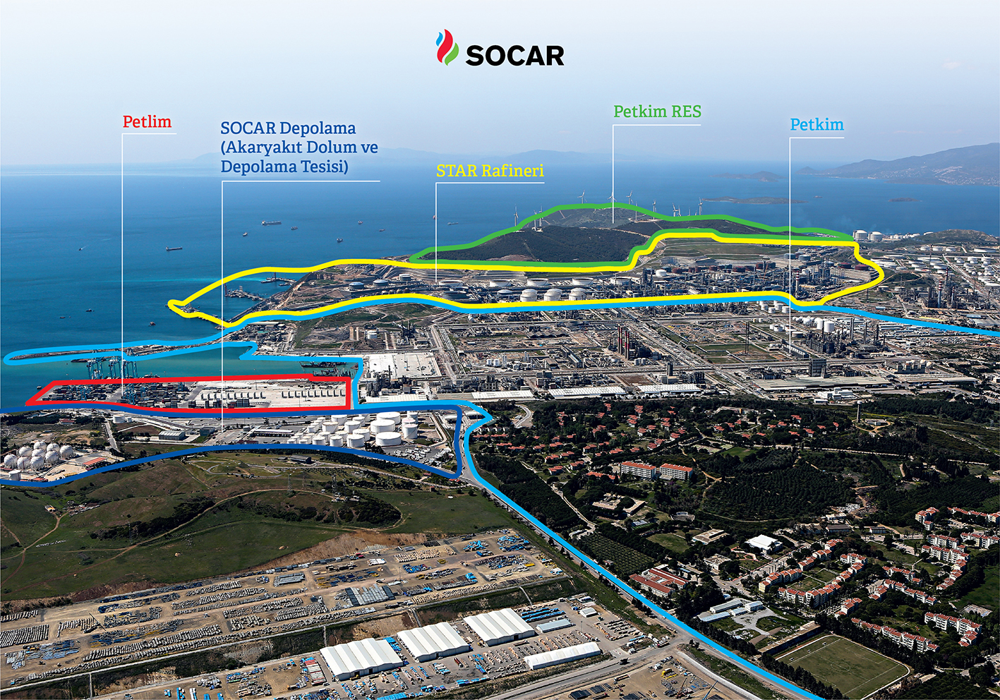 SOCAR
Petlim
SOCAR Depolama
(Akaryakıt Dolum ve
Depolama Tesisi)
STAR Rafineri
Petkim RES
Petkim